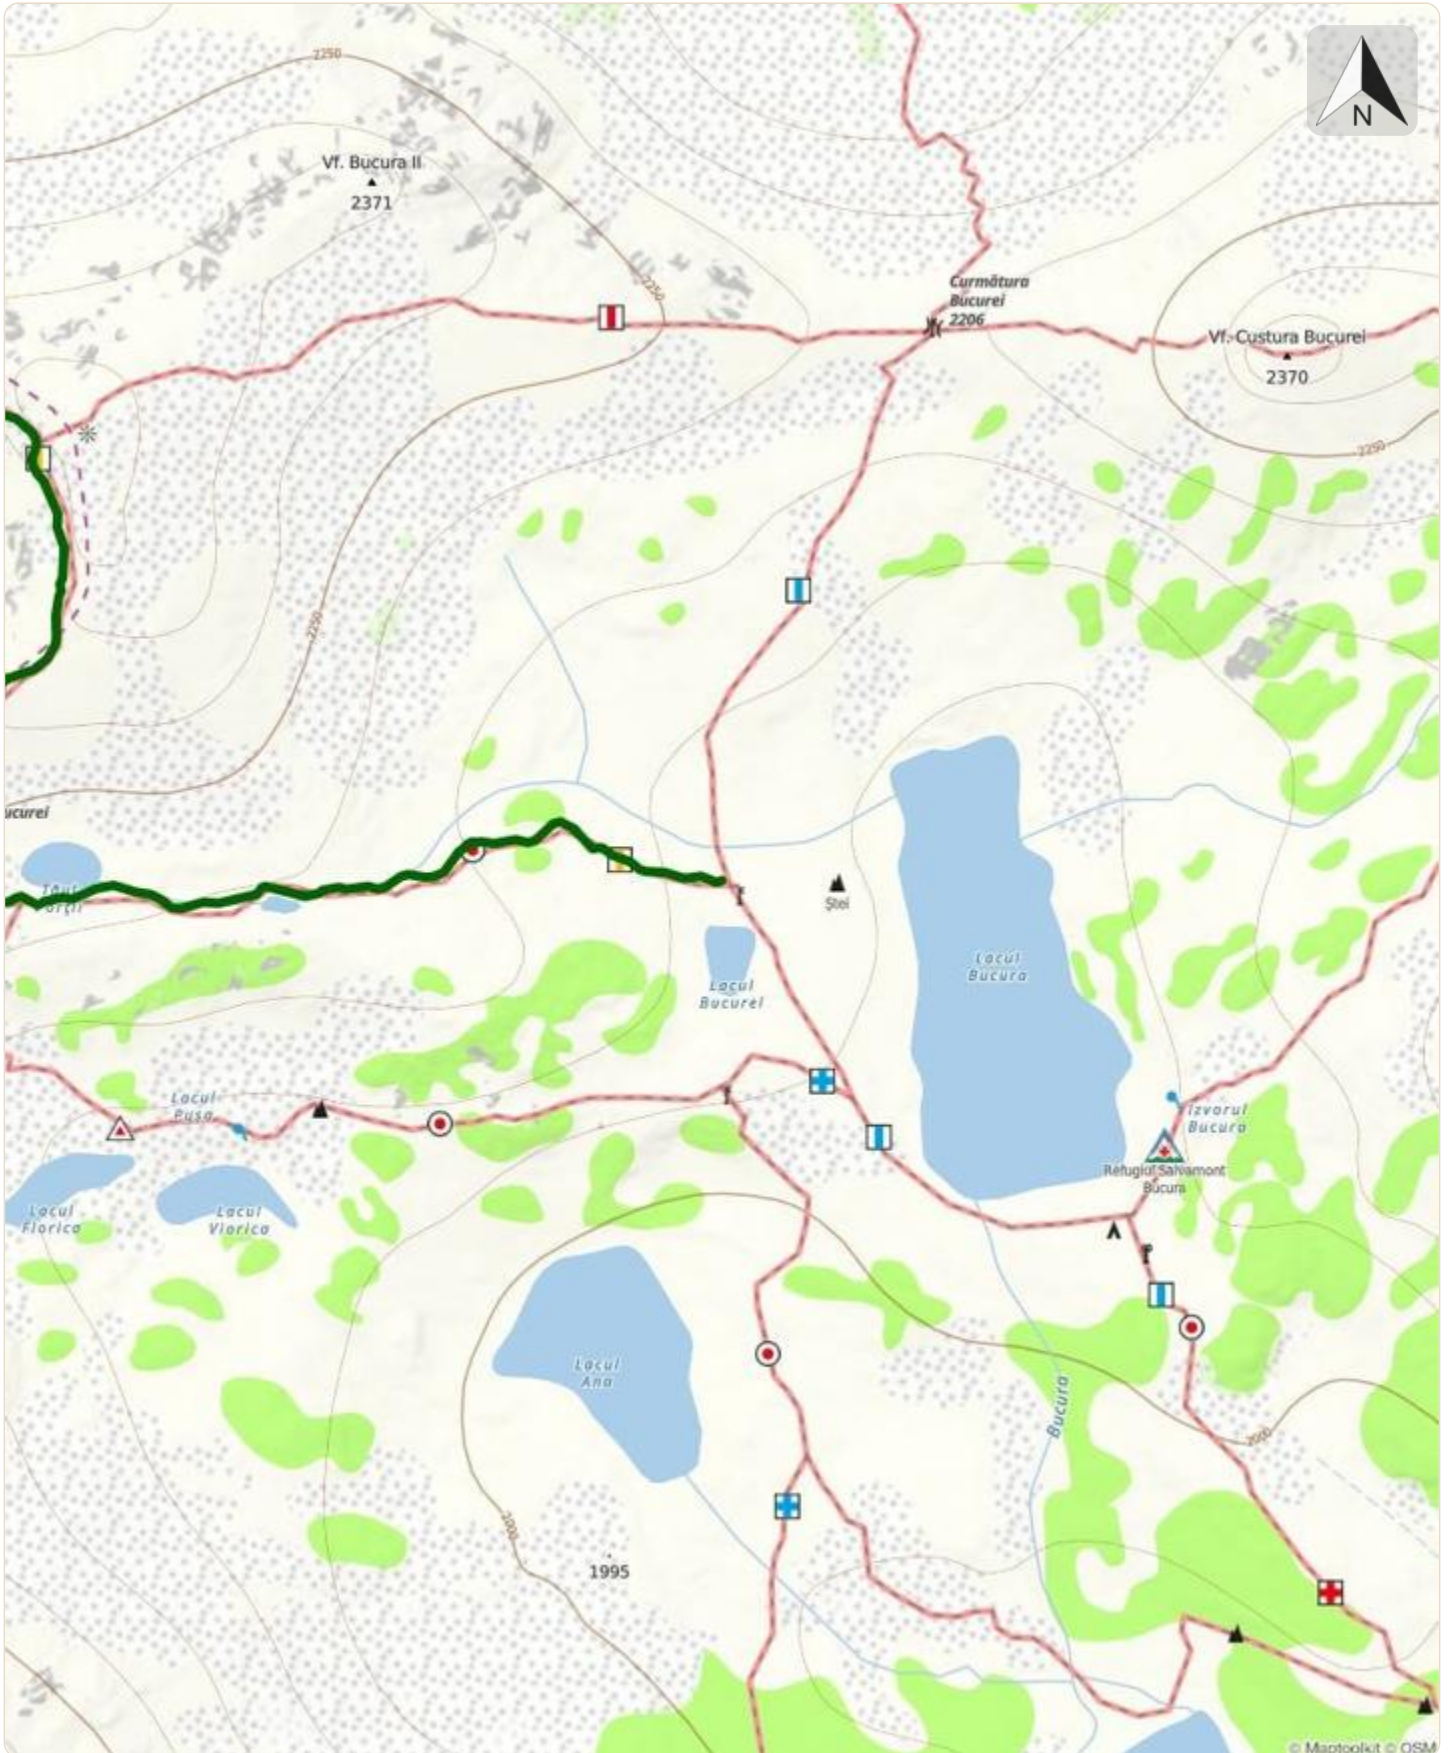 2250
N
Vf. Bucura II
2371
Curmătura
Bucurei
2206
2250
Vf. Custura Bucurei
2370
2250
2250
ucurei
Tăul
Porții
Ștei
Lacul
Bucura
Lacul
Bucurel
Lacul
Pușa
Izvorul
Bucura
Refugiul Salvamont
Bucura
Lacul
Florica
Lacul
Viorica
Lacul
Ana
Bucura
2000
2000
1995
© Maptoolkit © OSM